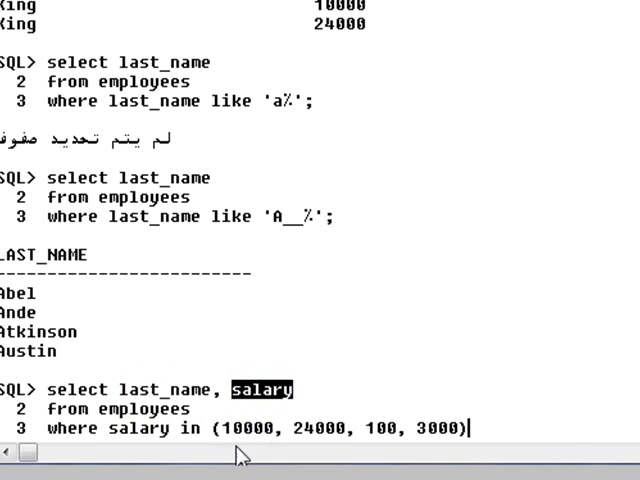 King 10000
King 24000
SQL> select last_name
2 from employees
3 where last_name like 'a%';
لم يتم تحديد صفوف
SQL> select last_name
2 from employees
3 where last_name like 'A__%';
LAST_NAME
-------------------------
Abel
Ande
Atkinson
Austin
SQL> select last_name, salary
2 from employees
3 where salary in (10000, 24000, 100, 3000)